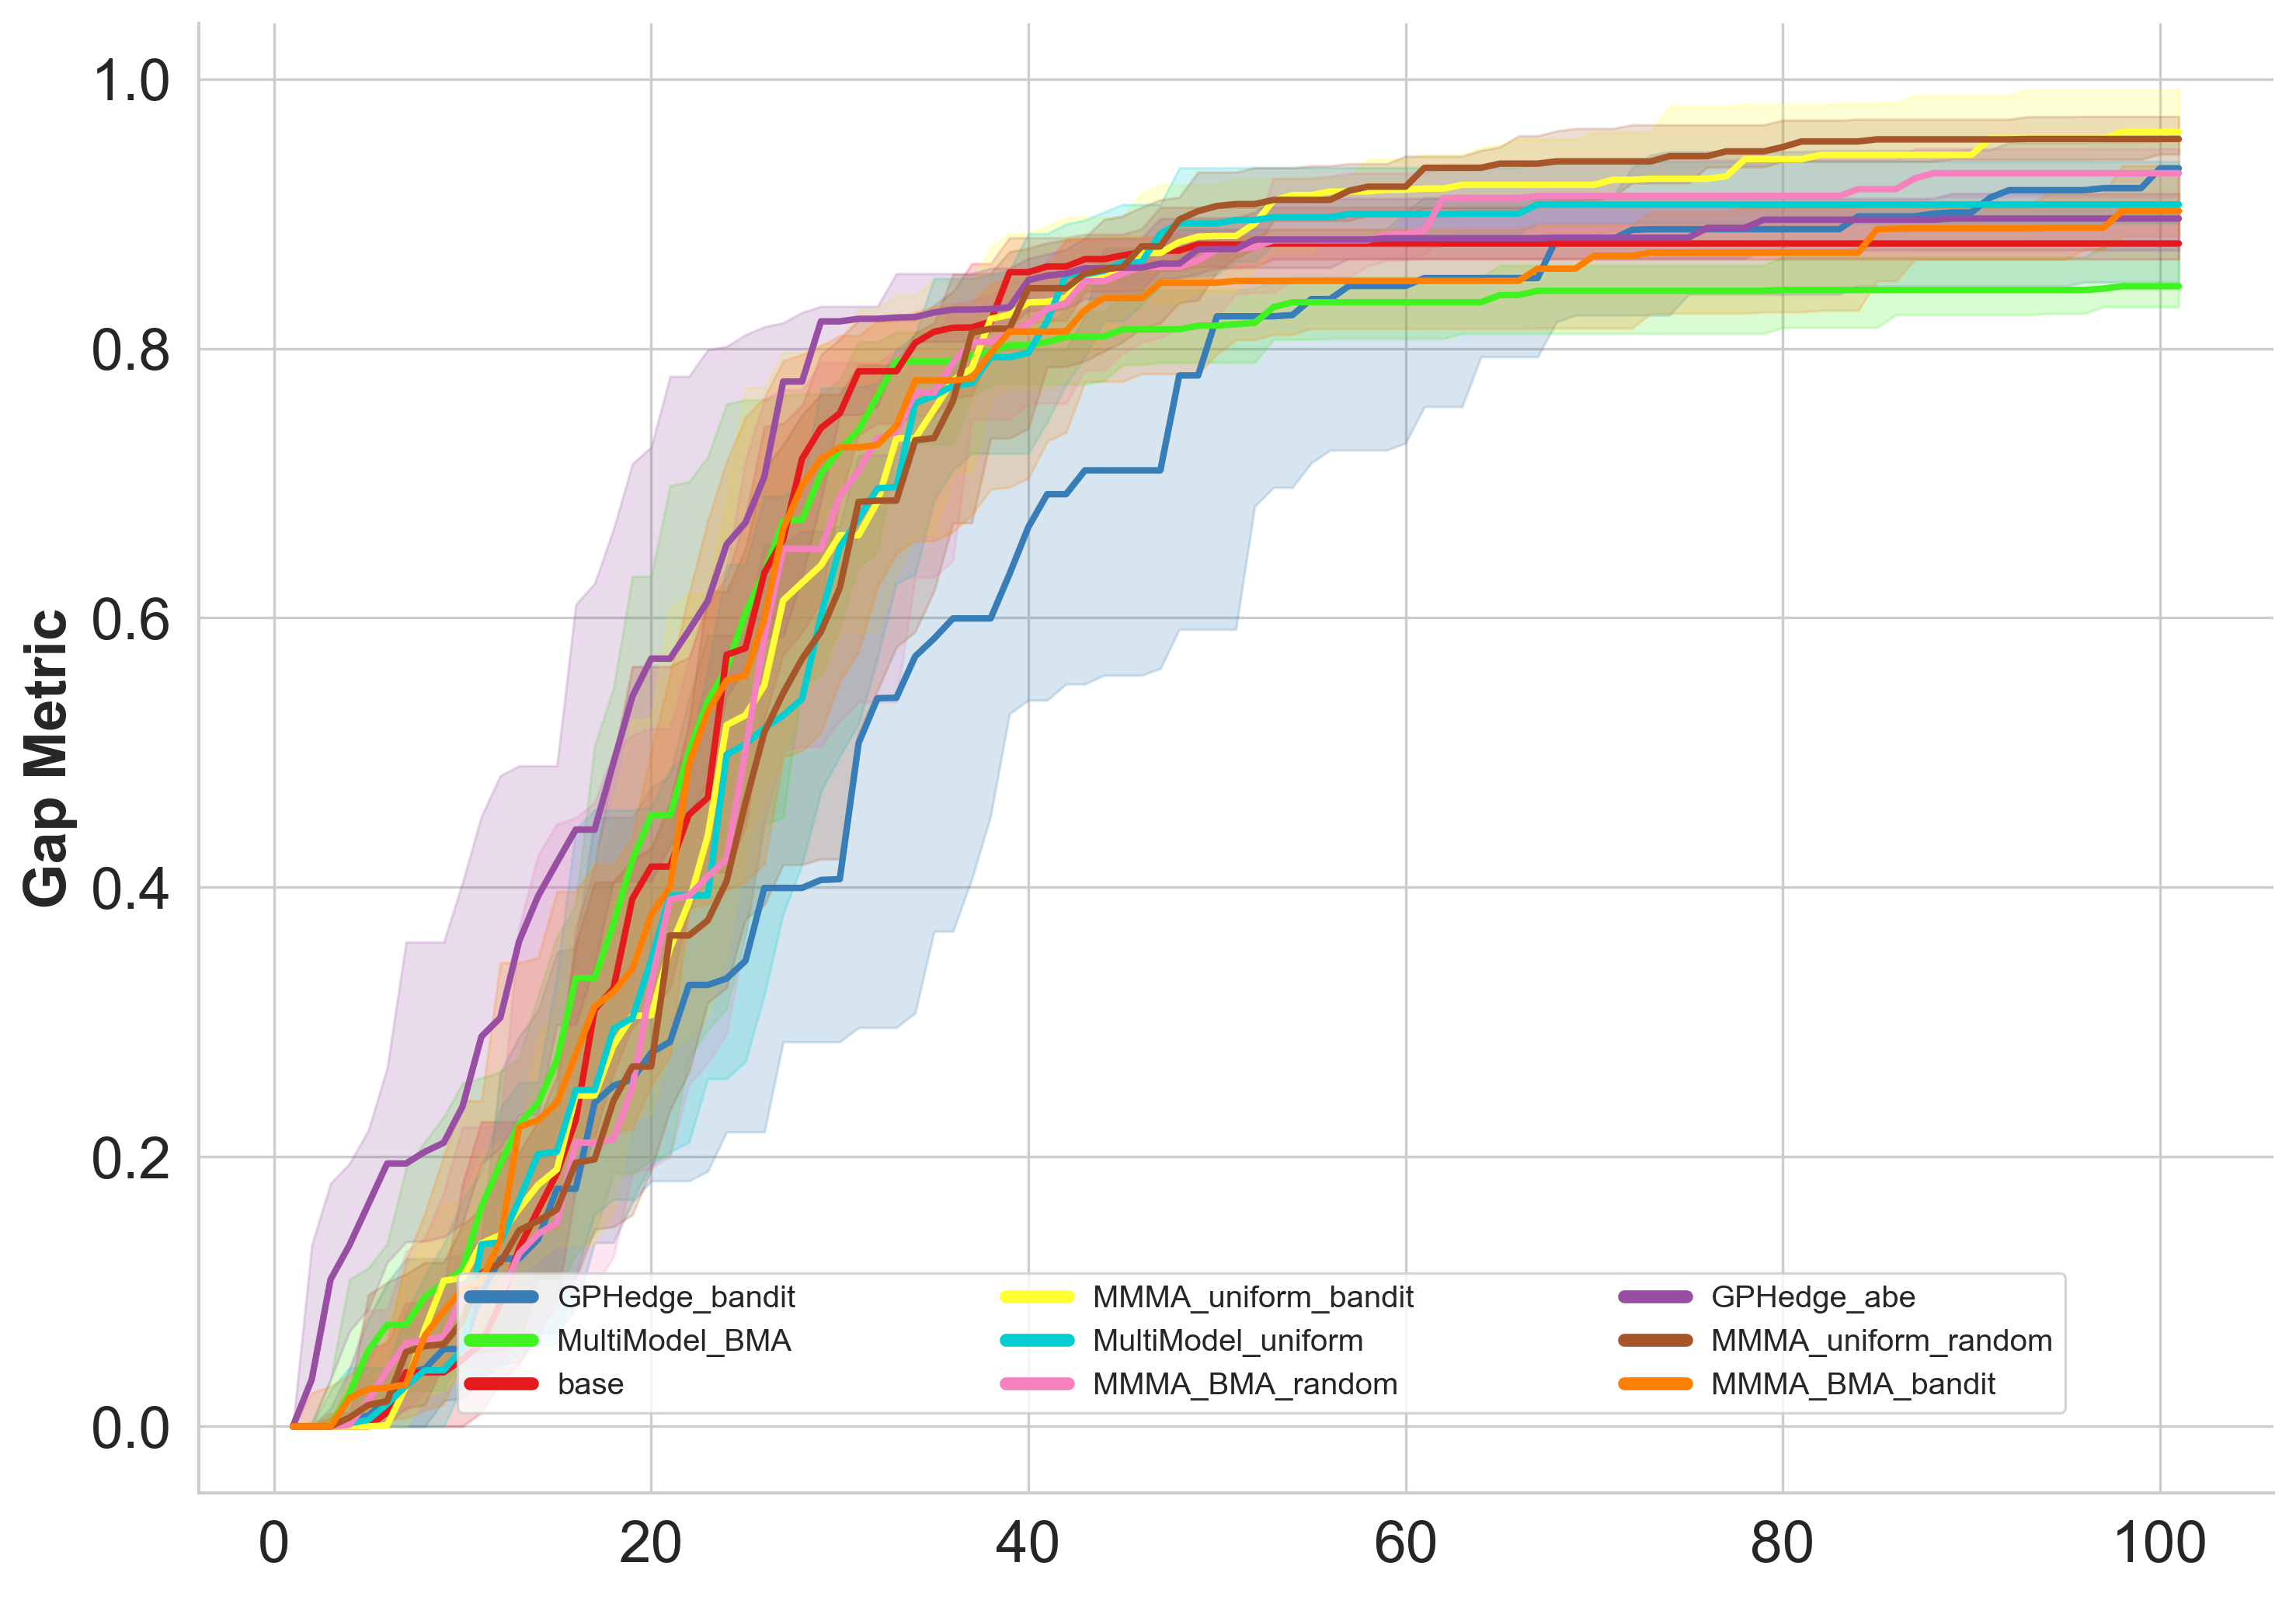 1.0
0.8
0.6
0.4
0.2
0.0
Gap Metric
GPHedge_bandit
MultiModel_BMA
base
MMMA_uniform_bandit
MultiModel_uniform
MMMA_BMA_random
GPHedge_abe
MMMA_uniform_random
MMMA_BMA_bandit
0 20 40 60 80 100